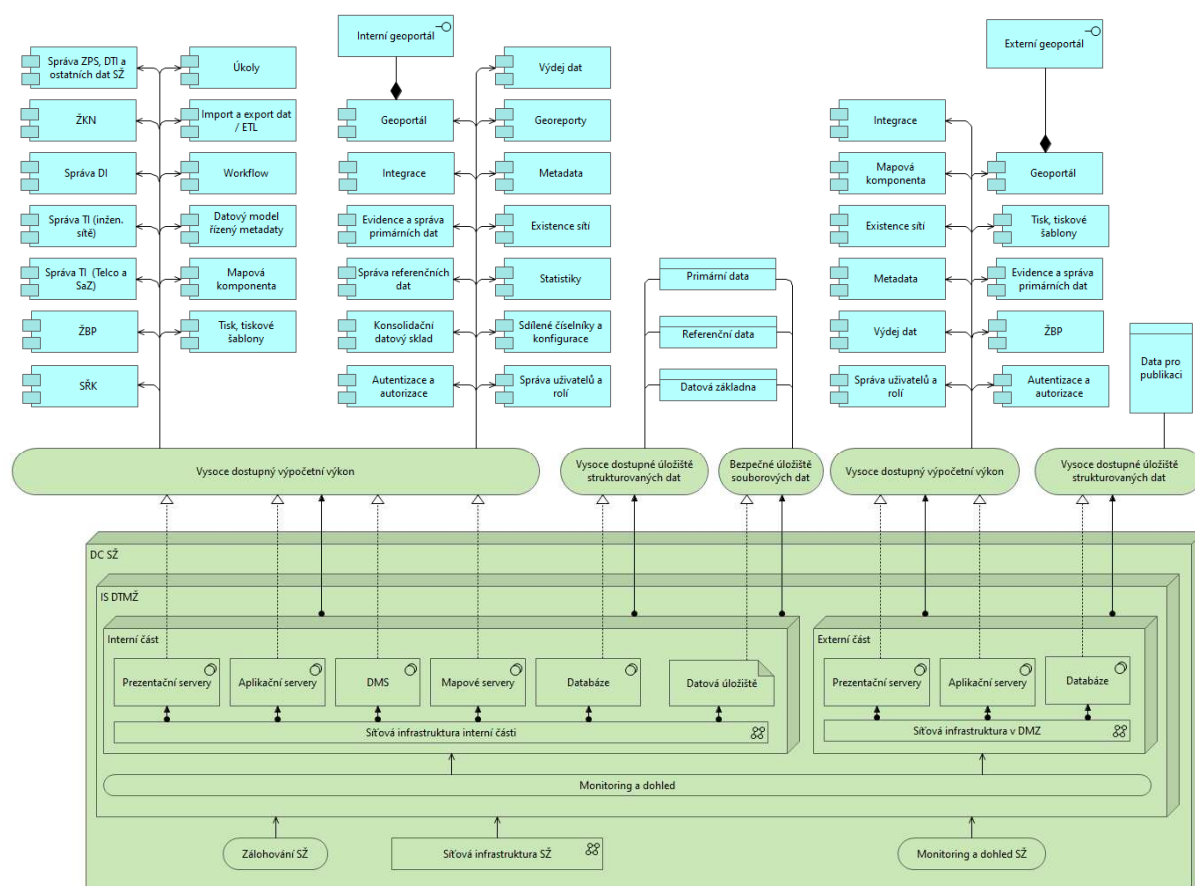 Interní geoportál
Externí geoportál
Správa ZPS, DTI a
ostatních dat SŽ
Úkoly
Výdej dat
ŽKN
Import a export dat
/ ETL
Geoportál
Georeporty
Integrace
Správa DI
Workflow
Integrace
Metadata
Mapová
komponenta
Geoportál
Správa TI (inžen.
sítě)
Datový model
řízený metadaty
Evidence a správa
primárních dat
Existence sítí
Existence sítí
Tisk, tiskové
šablony
Správa TI (Telco a
SaZ)
Mapová
komponenta
Správa referenčních
dat
Statistiky
Primární data
Metadata
Evidence a správa
primárních dat
ŽBP
Tisk, tiskové
šablony
Konsolidační
datový sklad
Sdílené číselníky a
konfigurace
Referenční data
Výdej dat
ŽBP
Data pro
publikaci
SŘK
Autentizace a
autorizace
Správa uživatelů a
rolí
Datová základna
Správa uživatelů a
rolí
Autentizace a
autorizace
Vysoce dostupný výpočetní výkon
Vysoce dostupné úložiště
strukturovaných dat
Bezpečné úložiště
souborových dat
Vysoce dostupný výpočetní výkon
Vysoce dostupné úložiště
strukturovaných dat
DC SŽ
IS DTMŽ
Interní část
Externí část
Prezentační servery
Aplikační servery
DMS
Mapové servery
Databáze
Datová úložiště
Prezentační servery
Aplikační servery
Databáze
Síťová infrastruktura interní části
Síťová infrastruktura v DMZ
Monitoring a dohled
Zálohování SŽ
Síťová infrastruktura SŽ
Monitoring a dohled SŽ